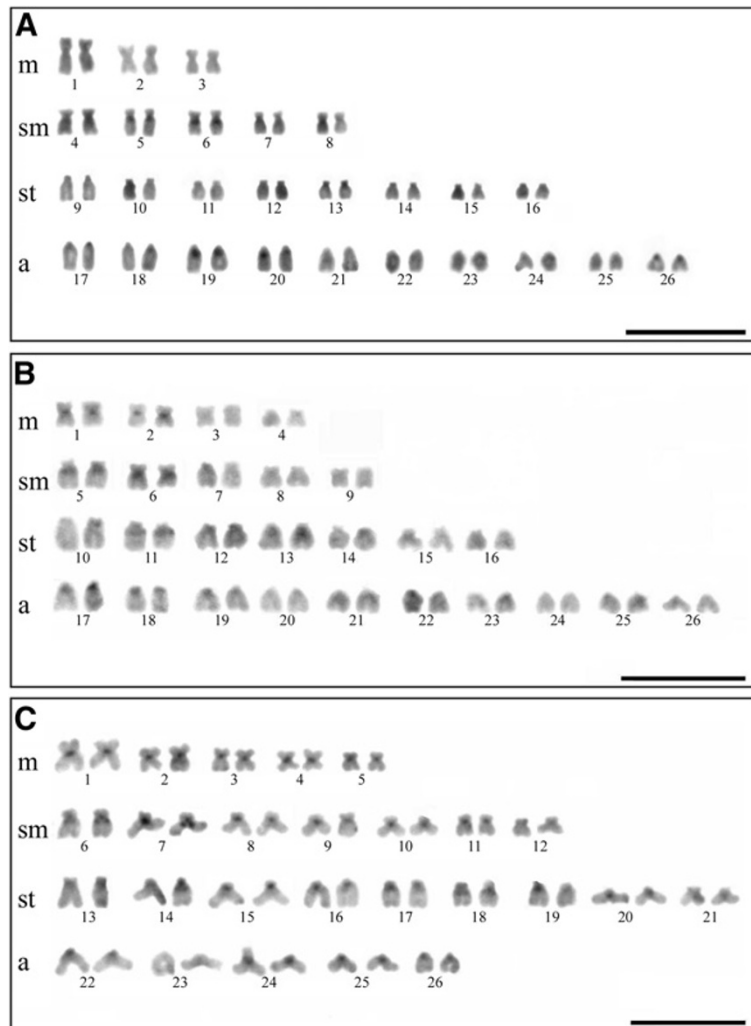 A
m
1 2 3
sm
4 5 6 7 8
st
9 10 11 12 13 14 15 16
a
17 18 19 20 21 22 23 24 25 26
B
m
1 2 3 4
sm
5 6 7 8 9
st
10 11 12 13 14 15 16
a
17 18 19 20 21 22 23 24 25 26
C
m
1 2 3 4 5
sm
6 7 8 9 10 11 12
st
13 14 15 16 17 18 19 20 21
a
22 23 24 25 26